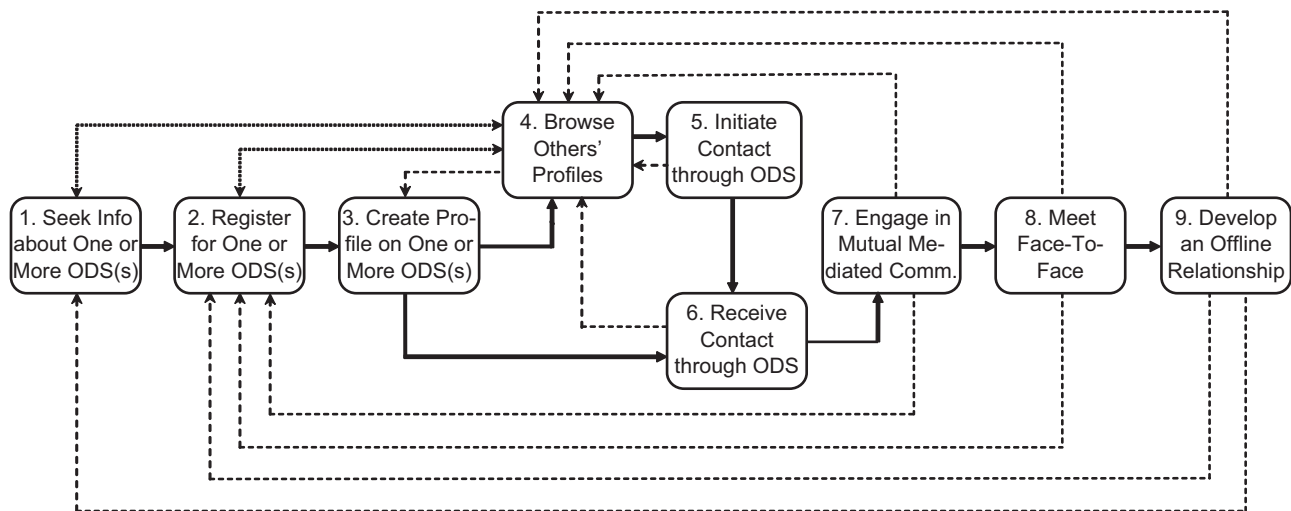 4. Browse
Others'
Profiles
5. Initiate
Contact
through ODS
1. Seek Info
about One or
More ODS(s)
2. Register
for One or
More ODS(s)
3. Create Pro-
file on One or
More ODS(s)
7. Engage in
Mutual Me-
diated Comm.
8. Meet
Face-To-
Face
9. Develop
an Offline
Relationship
6. Receive
Contact
through ODS